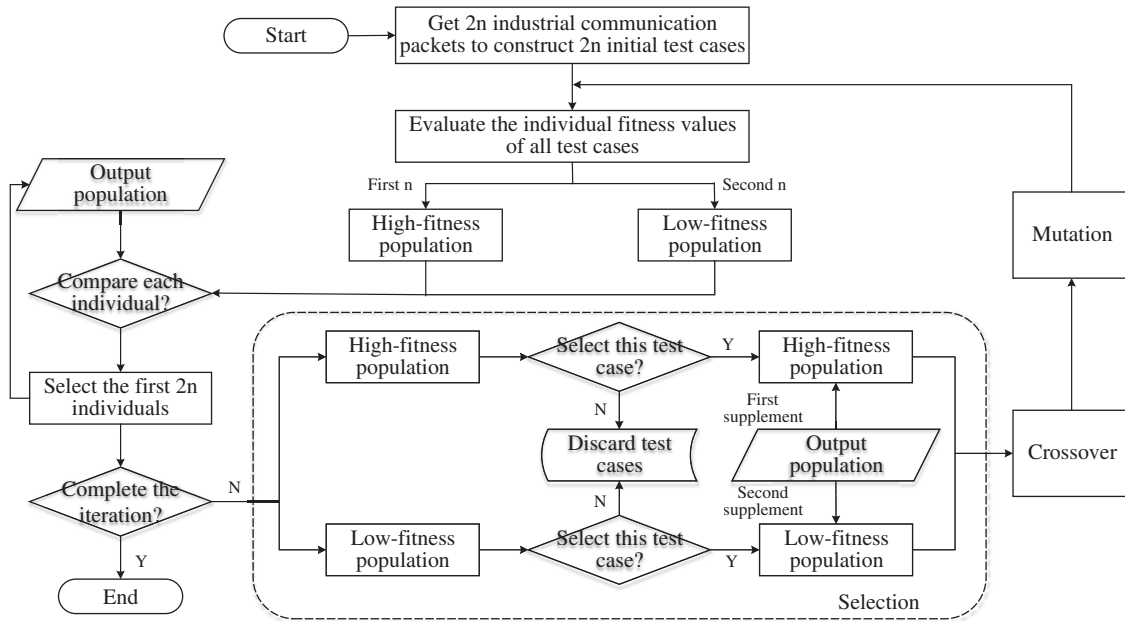 Start
Get 2n industrial communication
packets to construct 2n initial test cases
Evaluate the individual fitness values
of all test cases
First n
Second n
High-fitness
population
Low-fitness
population
Output
population
Compare each
individual?
Select the first 2n
individuals
Complete the
iteration?
N
Y
End
High-fitness
population
Select this test
case?
Y
High-fitness
population
N
First
supplement
Discard test
cases
Output
population
N
Second
supplement
Low-fitness
population
Select this test
case?
Y
Low-fitness
population
Selection
Mutation
Crossover